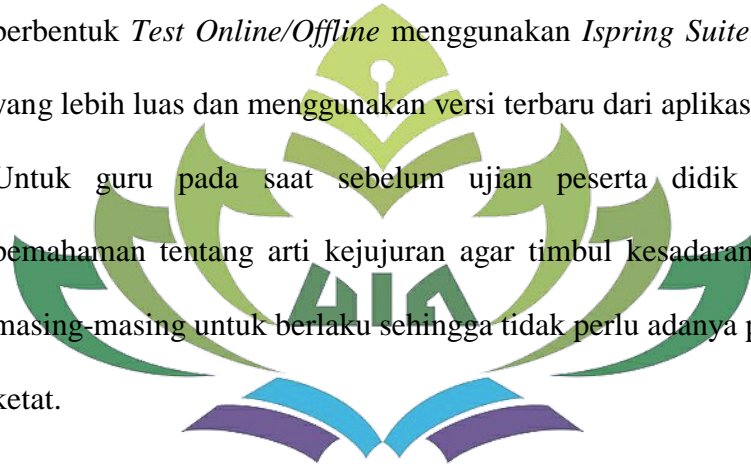 berbentuk Test Online/Offline menggunakan Ispring Suite
yang lebih luas dan menggunakan versi terbaru dari aplikas
Untuk guru pada saat sebelum ujian peserta didik
pemahaman tentang arti kejujuran agar timbul kesadaran
masing-masing untuk berlaku sehingga tidak perlu adanya p
ketat.
UIN